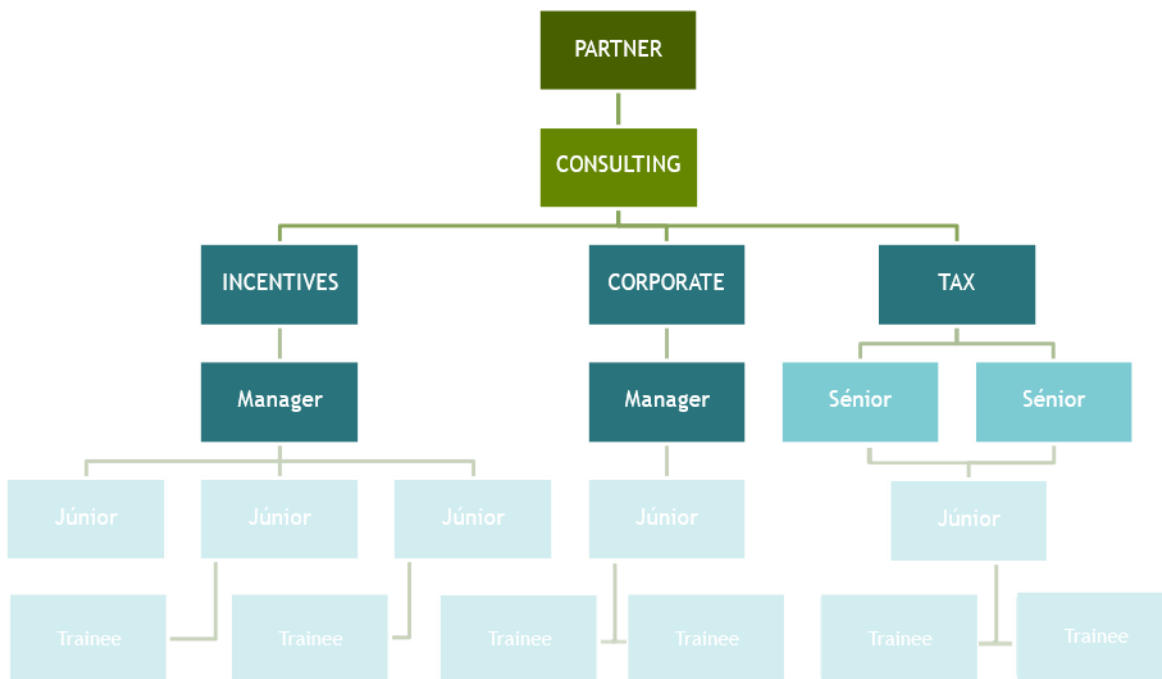 PARTNER
CONSULTING
INCENTIVES
CORPORATE
TAX
Manager
Manager
Sénior
Sénior
Júnior
Júnior
Júnior
Júnior
Júnior
Trainee
Trainee
Trainee
Trainee
Trainee
Trainee